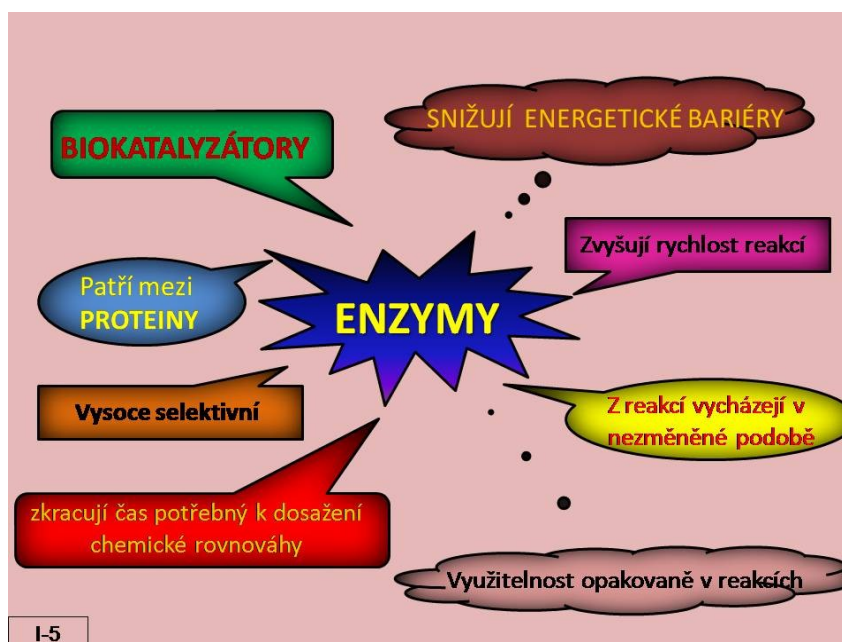 BIOKATALYZÁTORY
SNIŽUJÍ ENERGETICKÉ BARIÉRY
Zvyšují rychlost reakcí
Patří mezi
PROTEINY
ENZYMY
Vysoce selektivní
Z reakcí vycházejí v
nezměněné podobě
zkracují čas potřebný k dosažení
chemické rovnováhy
Využitelnost opakovaně v reakcích
I-5